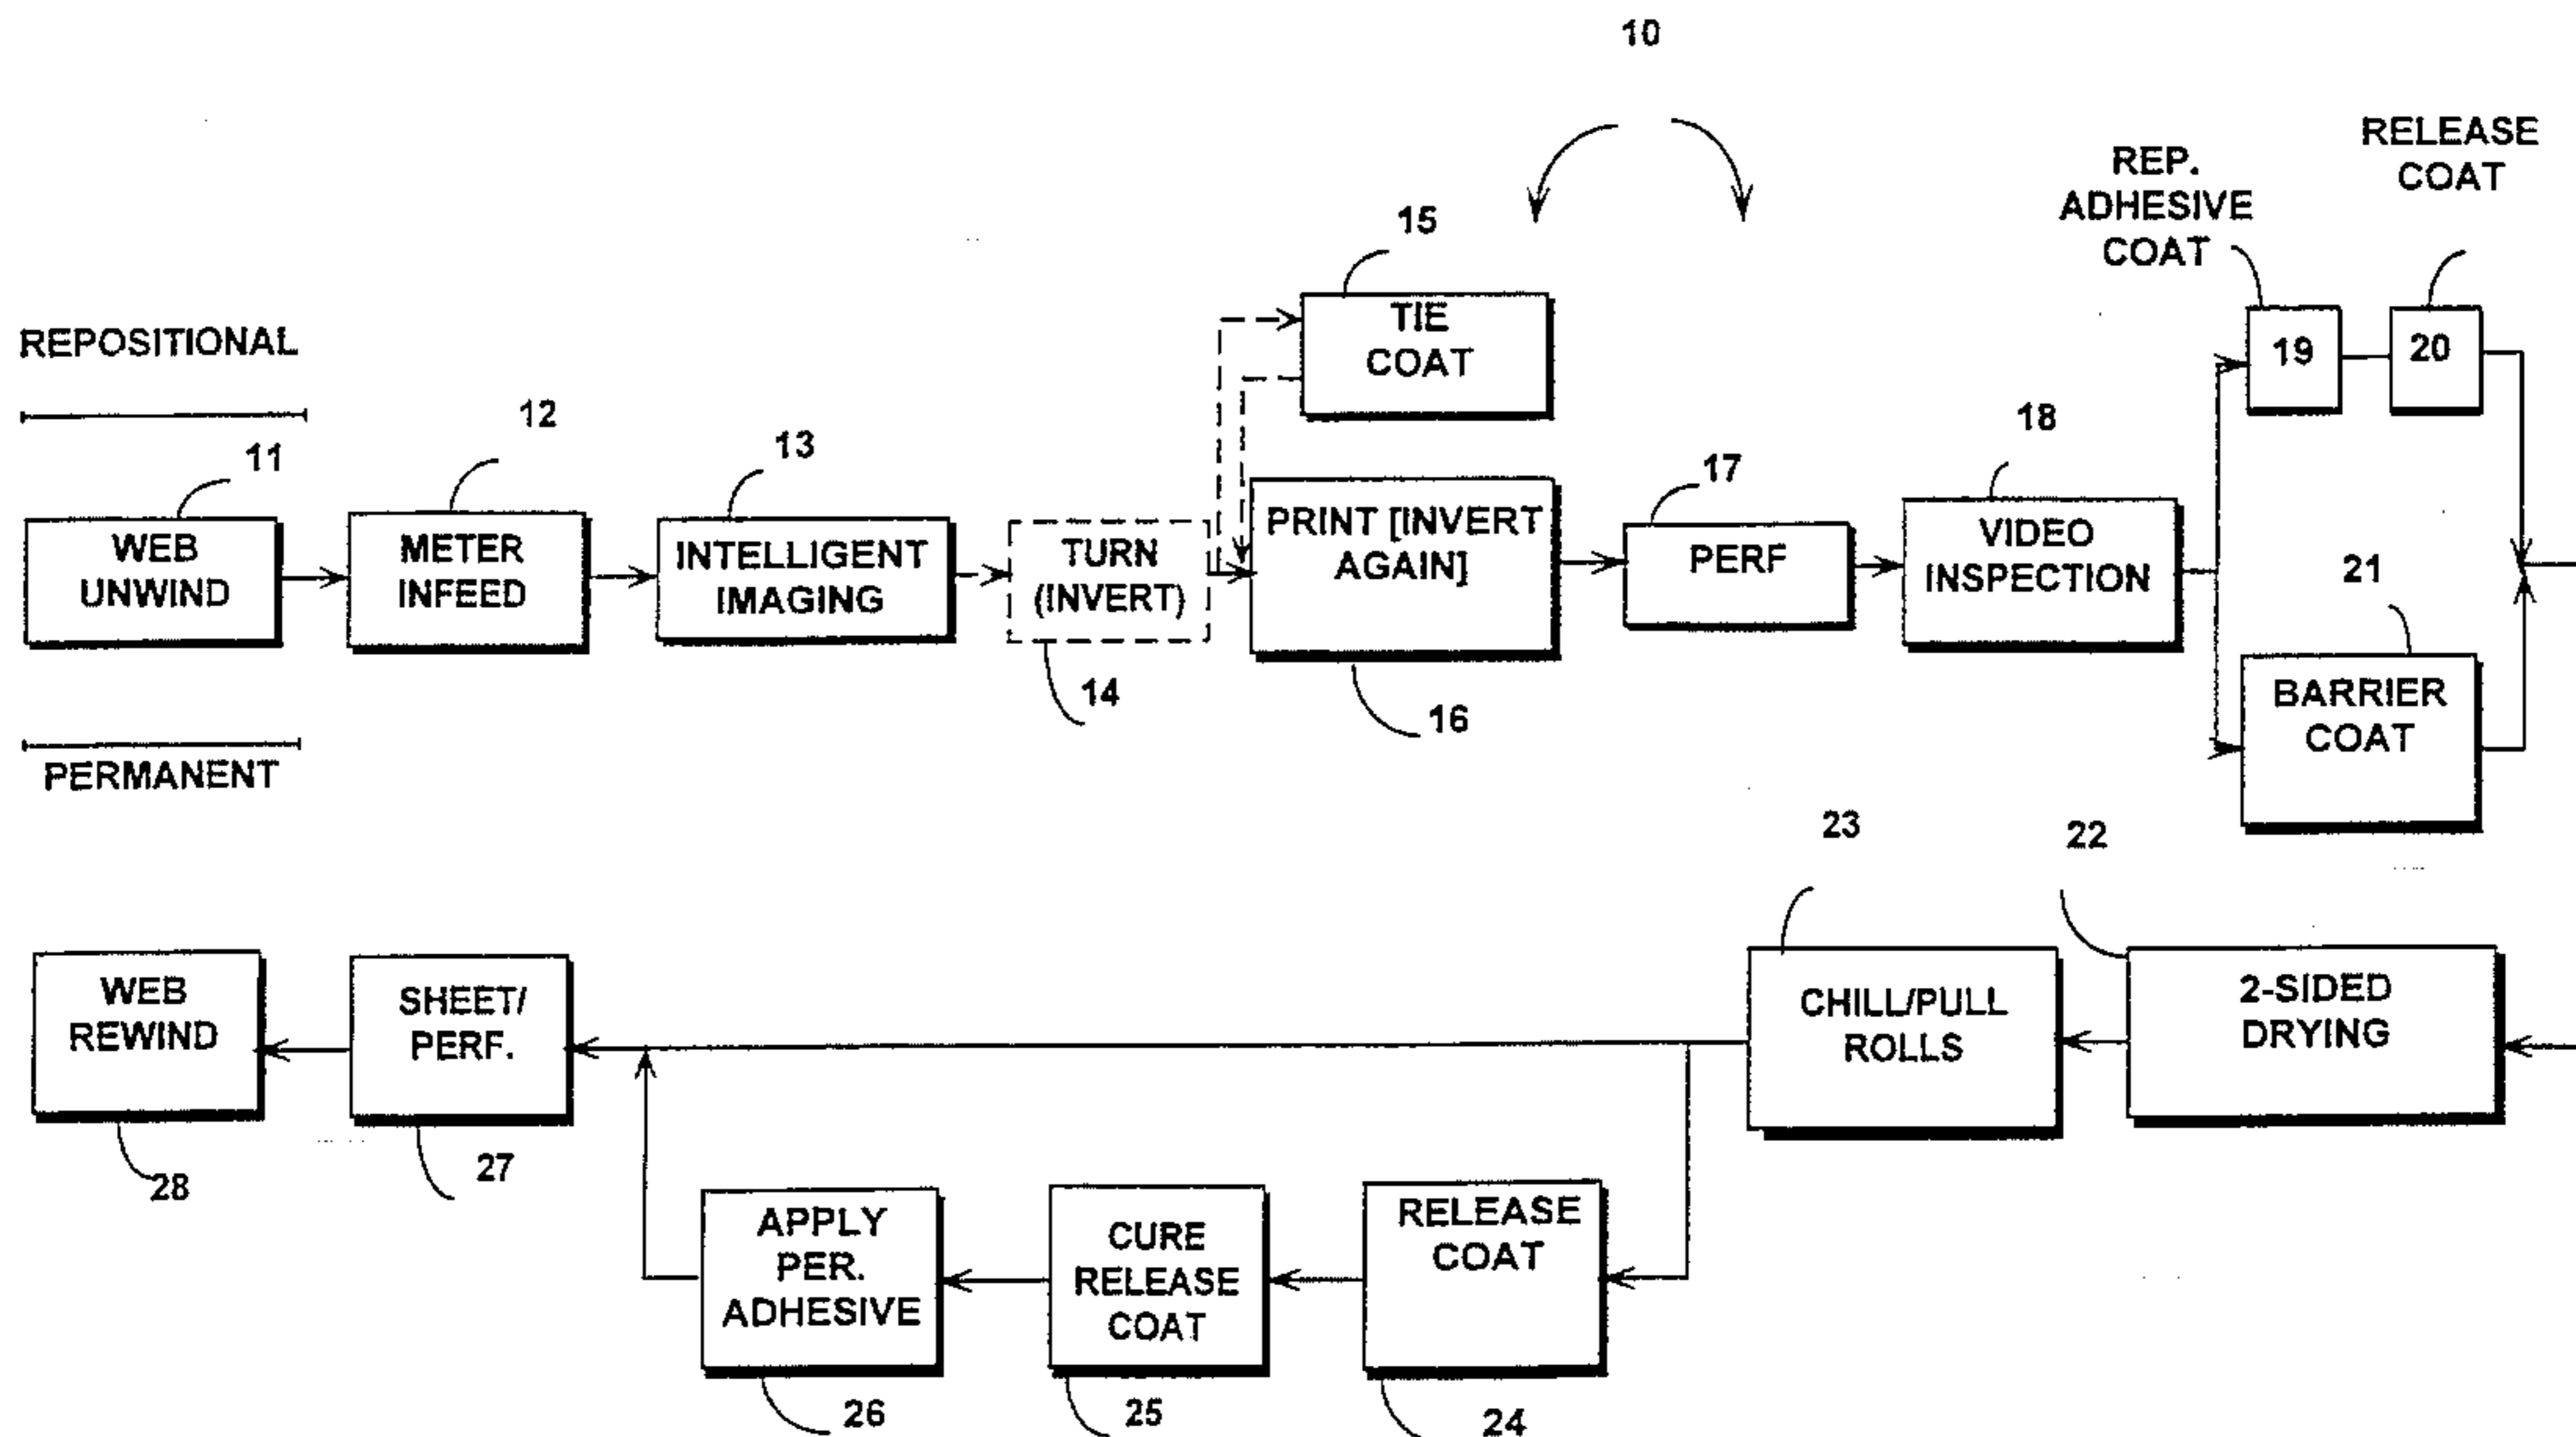 10
RELEASE
COAT
REP.
ADHESIVE
COAT
15
TIE
COAT
19
20
REPOSITIONAL
11
12
13
17
18
21
WEB
UNWIND
METER
INFEED
INTELLIGENT
IMAGING
TURN
(INVERT)
PRINT [INVERT
AGAIN]
PERF
VIDEO
INSPECTION
BARRIER
COAT
14
16
PERMANENT
23
22
WEB
REWIND
SHEET/
PERF.
CHILL/PULL
ROLLS
2-SIDED
DRYING
28
27
APPLY
PER.
ADHESIVE
CURE
RELEASE
COAT
RELEASE
COAT
26
25
24